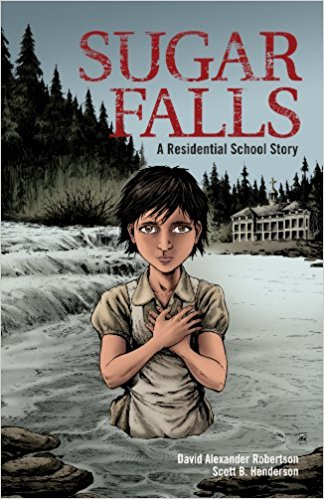 SUGAR
FALLS
A Residential School Story
David Alexander Robertson
Scott B. Henderson